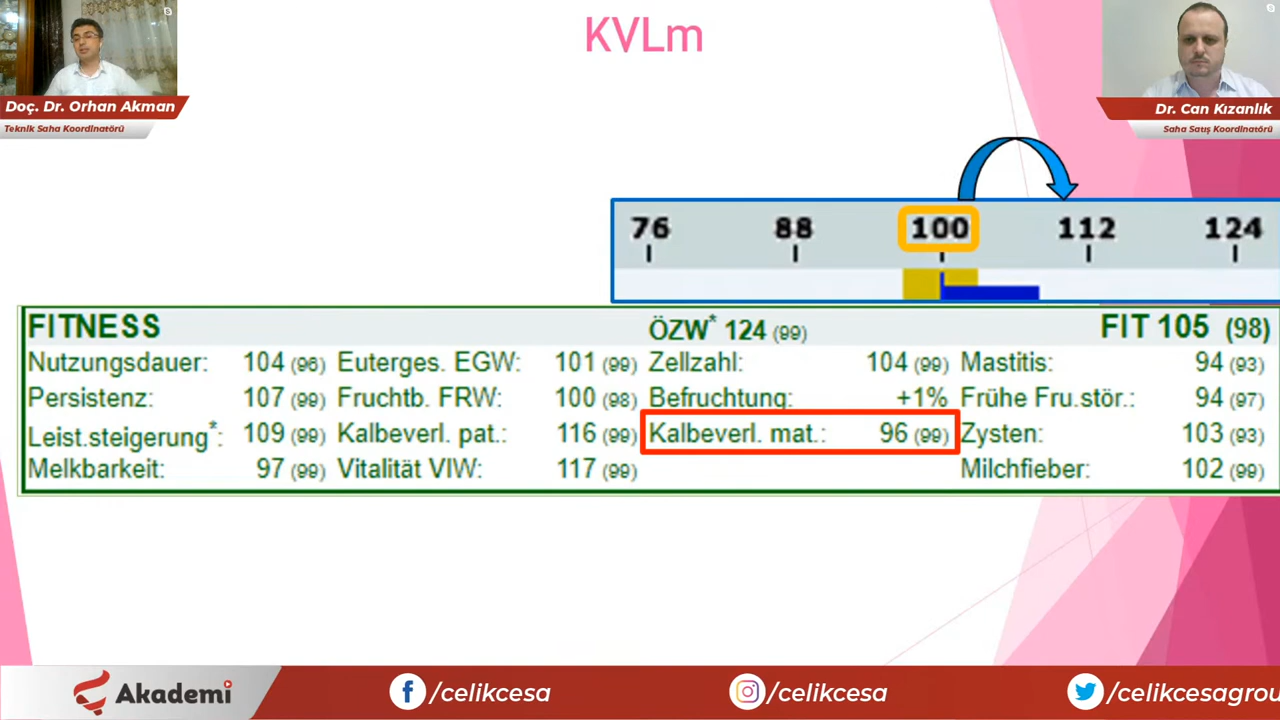 KVLm
Doç. Dr. Orhan Akman
Teknik Saha Koordinatörü
Dr. Can Kızanlık
Saha Satış Koordinatörü
76 88 100 112 124
FITNESS ÖZW* 124 (99) FIT 105 (98)
Nutzungsdauer: 104 (96) Euterges. EGW: 101 (99) Zellzahl: 104 (99) Mastitis: 94 (93)
Persistenz: 107 (99) Fruchtb. FRW: 100 (98) Befruchtung: +1% Frühe Fru.stör.: 94 (97)
Leist.steigerung*: 109 (99) Kalbeverl. pat.: 116 (99) Kalbeverl. mat.: 96 (99) Zysten: 103 (93)
Melkbarkeit: 97 (99) Vitalität VIW: 117 (99) Milchfieber: 102 (99)
Akademi /celikcesa /celikcesa /celikcesagrou